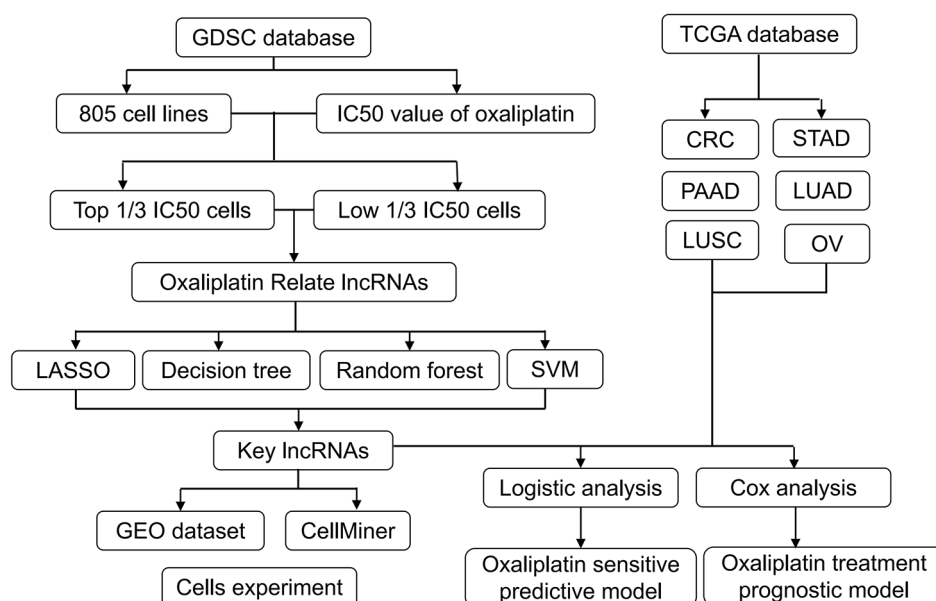 GDSC database
TCGA database
805 cell lines
IC50 value of oxaliplatin
CRC
STAD
PAAD
LUAD
Top 1/3 IC50 cells
Low 1/3 IC50 cells
LUSC
OV
Oxaliplatin Relate lncRNAs
LASSO
Decision tree
Random forest
SVM
Key lncRNAs
Logistic analysis
Cox analysis
GEO dataset
CellMiner
Oxaliplatin sensitive
predictive model
Oxaliplatin treatment
prognostic model
Cells experiment